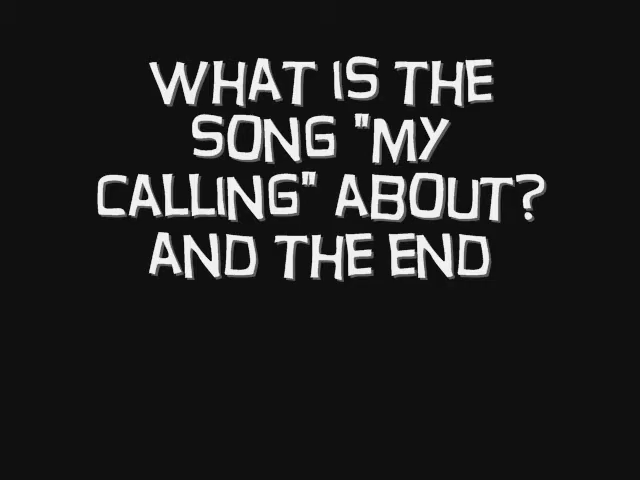 WHAT IS THE
SONG "MY
CALLING" ABOUT?
AND THE END